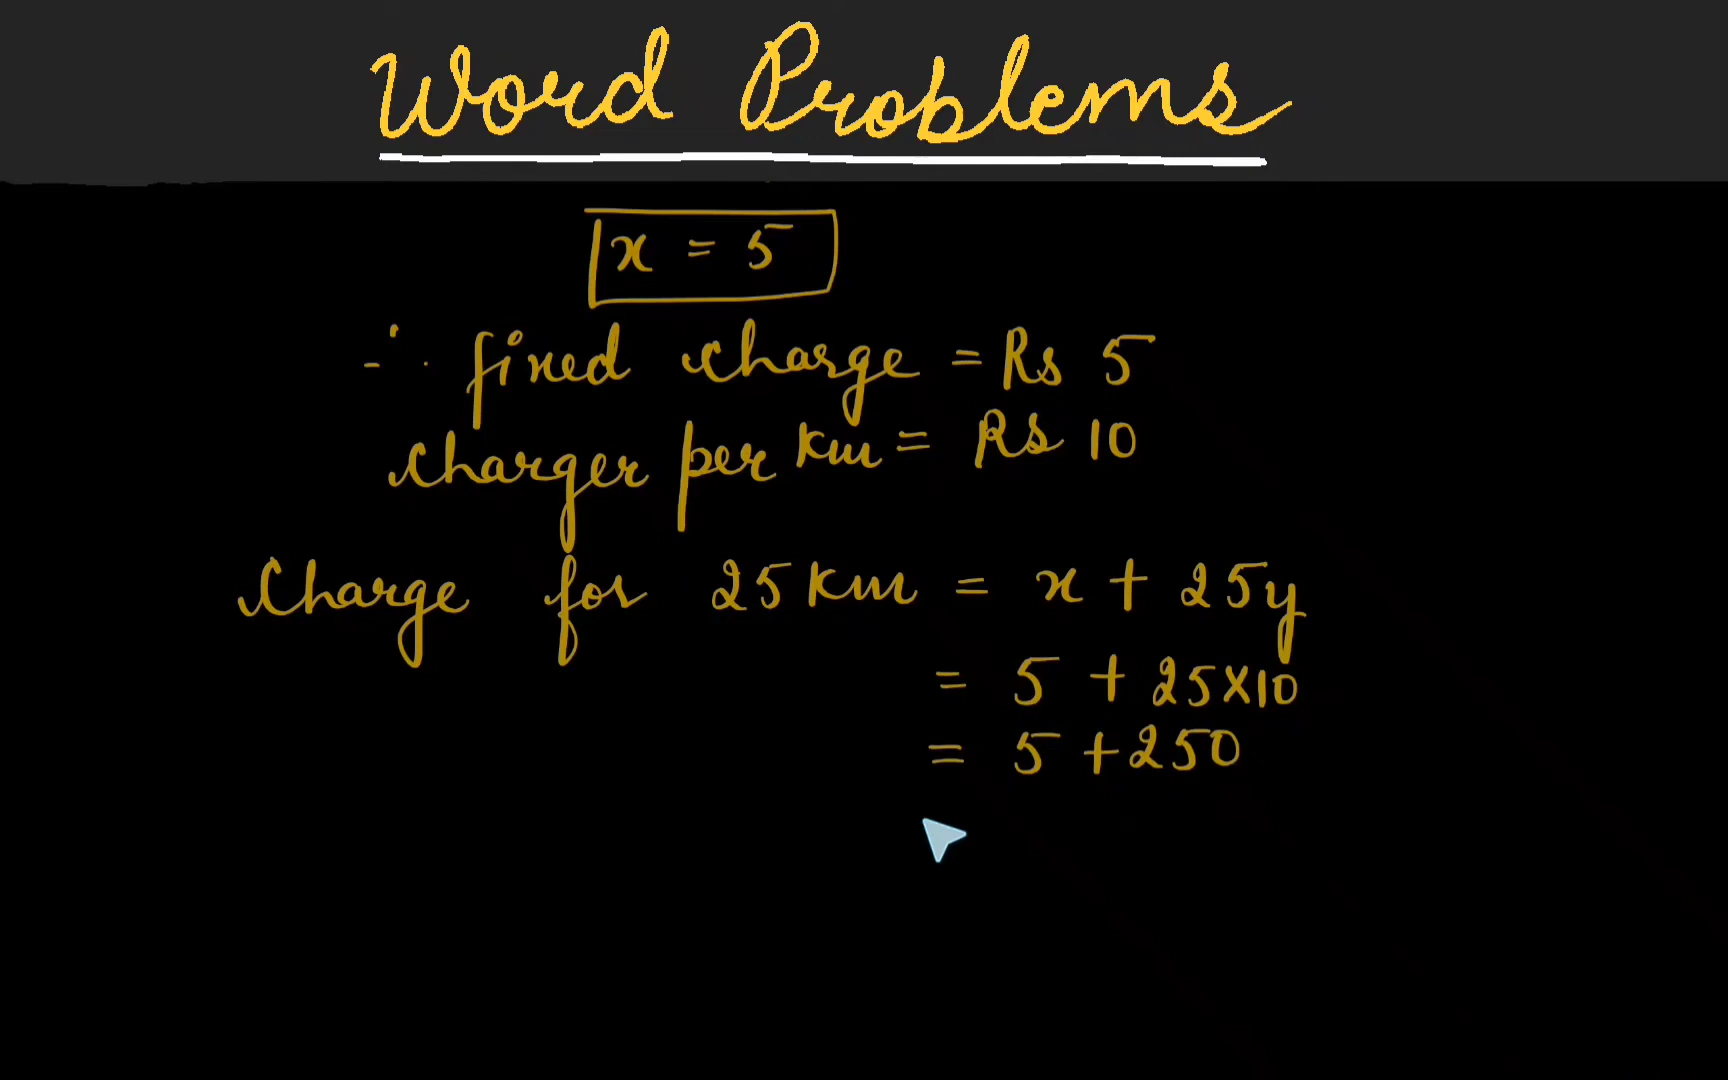 Word Problems
x = 5
∴ fixed charge = Rs 5
charger per km = Rs 10
Charge for 25 km = x + 25y
= 5 + 25×10
= 5 + 250